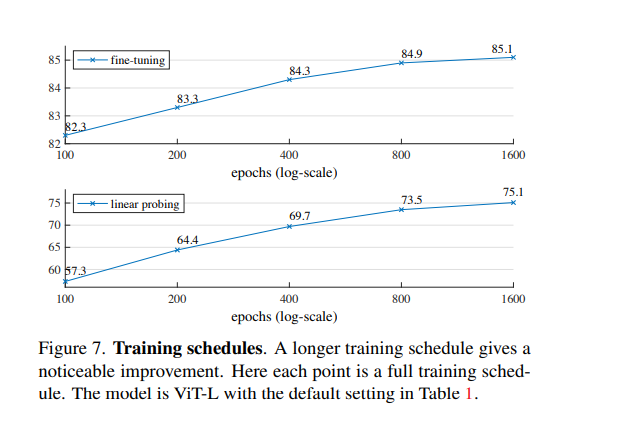 fine-tuning
85
84
83
82
82.3
83.3
84.3
84.9
85.1
100 200 400 800 1600
epochs (log-scale)
linear probing
75
70
65
60
57.3
64.4
69.7
73.5
75.1
100 200 400 800 1600
epochs (log-scale)
Figure 7. Training schedules. A longer training schedule gives a
noticeable improvement. Here each point is a full training sched-
ule. The model is ViT-L with the default setting in Table 1.